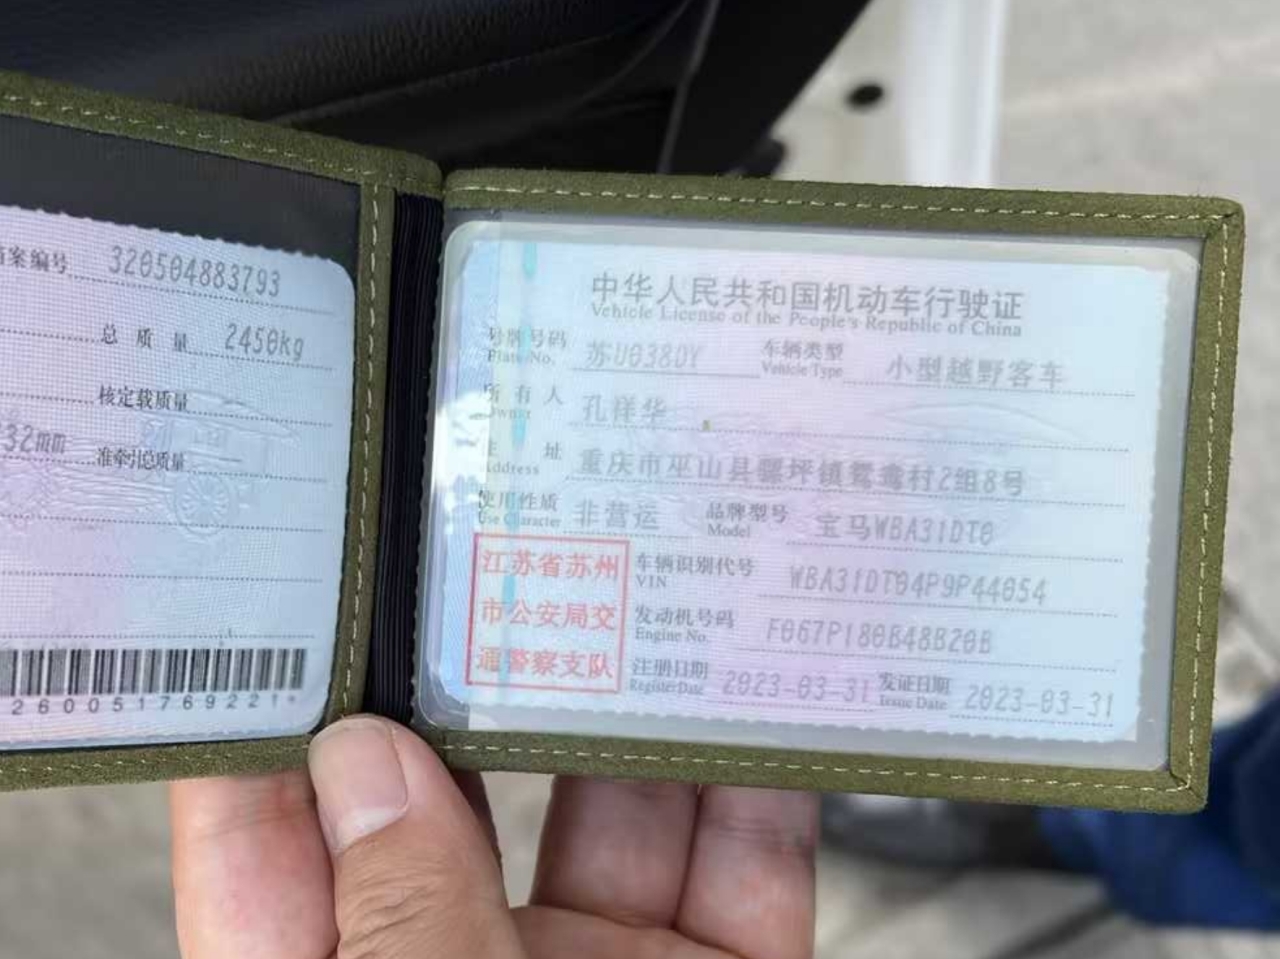 档案编号 320504883793
总质量 2450kg
核定载质量
32mm 准牵引总质量 —
260051769221*
中华人民共和国机动车行驶证
Vehicle License of the People's Republic of China
号牌号码 苏U038DY 车辆类型 小型越野客车
Plate No. Vehicle Type
所有人 孔祥华
Owner
住址 重庆市巫山县骡坪镇鸳鸯村2组8号
Address
使用性质 非营运 品牌型号 宝马WBA31DT0
Use Character Model
江苏省苏州
市公安局交
通警察支队
车辆识别代号 WBA31DT04P9P44054
VIN
发动机号码 F067P180B48B20B
Engine No.
注册日期 2023-03-31 发证日期 2023-03-31
Register Date Issue Date